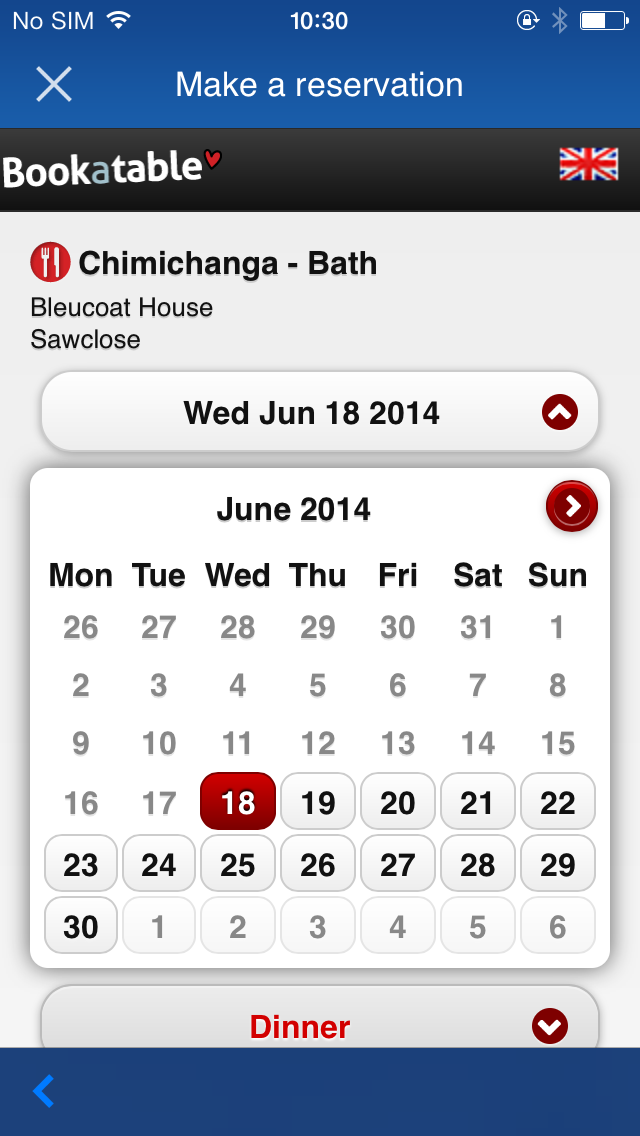 No SIM 10:30
Make a reservation
Bookatable
Chimichanga - Bath
Bleucoat House
Sawclose
Wed Jun 18 2014
June 2014
Mon Tue Wed Thu Fri Sat Sun
26 27 28 29 30 31 1
2 3 4 5 6 7 8
9 10 11 12 13 14 15
16 17 18 19 20 21 22
23 24 25 26 27 28 29
30 1 2 3 4 5 6
Dinner